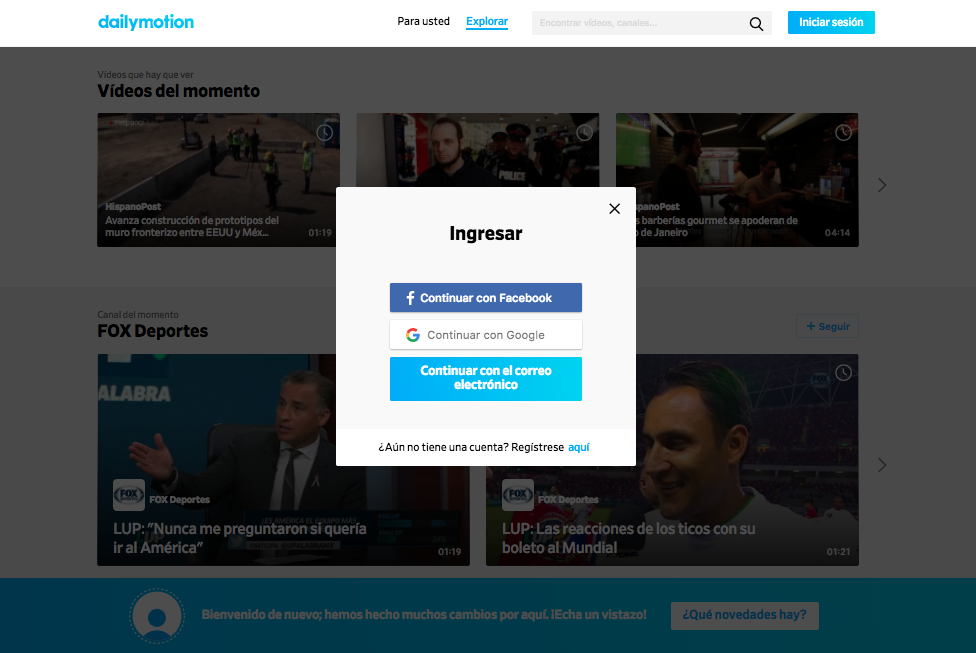 dailymotion
Para usted
Explorar
Encontrar vídeos, canales...
Iniciar sesión
Vídeos que hay que ver
Vídeos del momento
HispanoPost
Avanza construcción de prototipos del
muro fronterizo entre EEUU y Méx...
01:19
POLICE
spanoPost
s barberías gourmet se apoderan de
o de Janeiro
04:14
Ingresar
Continuar con Facebook
Continuar con Google
Continuar con el correo
electrónico
¿Aún no tiene una cuenta? Regístrese aquí
Canal del momento
FOX Deportes
+ Seguir
ALABRA
FOX
FOX Deportes
LUP: "Nunca me preguntaron si quería
ir al América"
01:19
FOX
FOX Deportes
LUP: Las reacciones de los ticos con su
boleto al Mundial
01:21
Bienvenido de nuevo; hemos hecho muchos cambios por aquí. ¡Echa un vistazo!
¿Qué novedades hay?